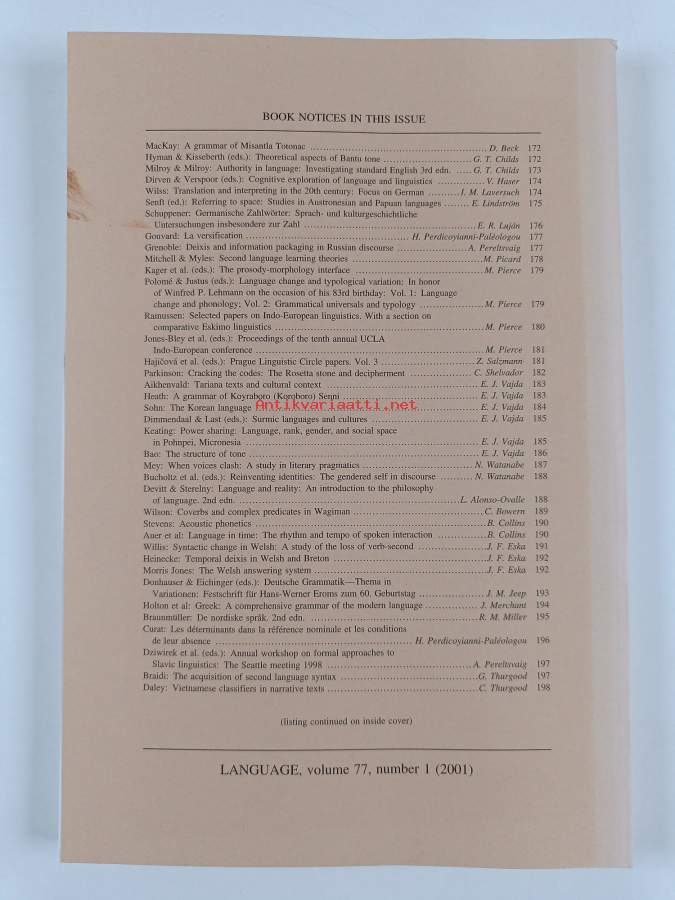 BOOK NOTICES IN THIS ISSUE
MacKay: A grammar of Misantla Totonac ..... D. Beck 172
Hyman & Kisseberth (eds.): Theoretical aspects of Bantu tone ..... G. T. Childs 172
Milroy & Milroy: Authority in language: Investigating standard English 3rd edn. ..... G. T. Childs 173
Dirven & Verspoor (eds.): Cognitive exploration of language and linguistics ..... V. Haser 174
Wilss: Translation and interpreting in the 20th century: Focus on German ..... J. M. Laversuch 174
Senft (ed.): Referring to space: Studies in Austronesian and Papuan languages ..... E. Lindström 175
Schuppener: Germanische Zahlwörter: Sprach- und kulturgeschichtliche
Untersuchungen insbesondere zur Zahl ..... E. R. Luján 176
Gouvard: La versification ..... H. Perdicoyianni-Paléologou 177
Grenoble: Deixis and information packaging in Russian discourse ..... A. Pereltsvaig 177
Mitchell & Myles: Second language learning theories ..... M. Picard 178
Kager et al. (eds.): The prosody-morphology interface ..... M. Pierce 179
Polomé & Justus (eds.): Language change and typological variation: In honor
of Winfred P. Lehmann on the occasion of his 83rd birthday: Vol. 1: Language
change and phonology; Vol. 2: Grammatical universals and typology ..... M. Pierce 179
Ramussen: Selected papers on Indo-European linguistics. With a section on
comparative Eskimo linguistics ..... M. Pierce 180
Jones-Bley et al. (eds.): Proceedings of the tenth annual UCLA
Indo-European conference ..... M. Pierce 181
Hajičová et al. (eds.): Prague Linguistic Circle papers. Vol. 3 ..... Z. Salzmann 181
Parkinson: Cracking the codes: The Rosetta stone and decipherment ..... C. Shelvador 182
Aikhenvald: Tariana texts and cultural context ..... E. J. Vajda 183
Heath: A grammar of Koyraboro (Koroboro) Senni ..... E. J. Vajda 183
Antikvariaatti.net
Sohn: The Korean language ..... E. J. Vajda 184
Dimmendaal & Last (eds.): Surmic languages and cultures ..... E. J. Vajda 185
Keating: Power sharing: Language, rank, gender, and social space
in Pohnpei, Micronesia ..... E. J. Vajda 185
Bao: The structure of tone ..... E. J. Vajda 186
Mey: When voices clash: A study in literary pragmatics ..... N. Watanabe 187
Bucholtz et al. (eds.): Reinventing identities: The gendered self in discourse ..... N. Watanabe 188
Devitt & Sterelny: Language and reality: An introduction to the philosophy
of language. 2nd edn. ..... L. Alonso-Ovalle 188
Wilson: Coverbs and complex predicates in Wagiman ..... C. Bowern 189
Stevens: Acoustic phonetics ..... B. Collins 190
Auer et al: Language in time: The rhythm and tempo of spoken interaction ..... B. Collins 190
Willis: Syntactic change in Welsh: A study of the loss of verb-second ..... J. F. Eska 191
Heinecke: Temporal deixis in Welsh and Breton ..... J. F. Eska 192
Morris Jones: The Welsh answering system ..... J. F. Eska 192
Donhauser & Eichinger (eds.): Deutsche Grammatik—Thema in
Variationen: Festschrift für Hans-Werner Eroms zum 60. Geburtstag ..... J. M. Jeep 193
Holton et al: Greek: A comprehensive grammar of the modern language ..... J. Merchant 194
Braunmüller: De nordiske språk. 2nd edn. ..... R. M. Miller 195
Curat: Les déterminants dans la référence nominale et les conditions
de leur absence ..... H. Perdicoyianni-Paléologou 196
Dziwirek et al. (eds.): Annual workshop on formal approaches to
Slavic linguistics: The Seattle meeting 1998 ..... A. Pereltsvaig 197
Braidi: The acquisition of second language syntax ..... G. Thurgood 197
Daley: Vietnamese classifiers in narrative texts ..... C. Thurgood 198
(listing continued on inside cover)
LANGUAGE, volume 77, number 1 (2001)